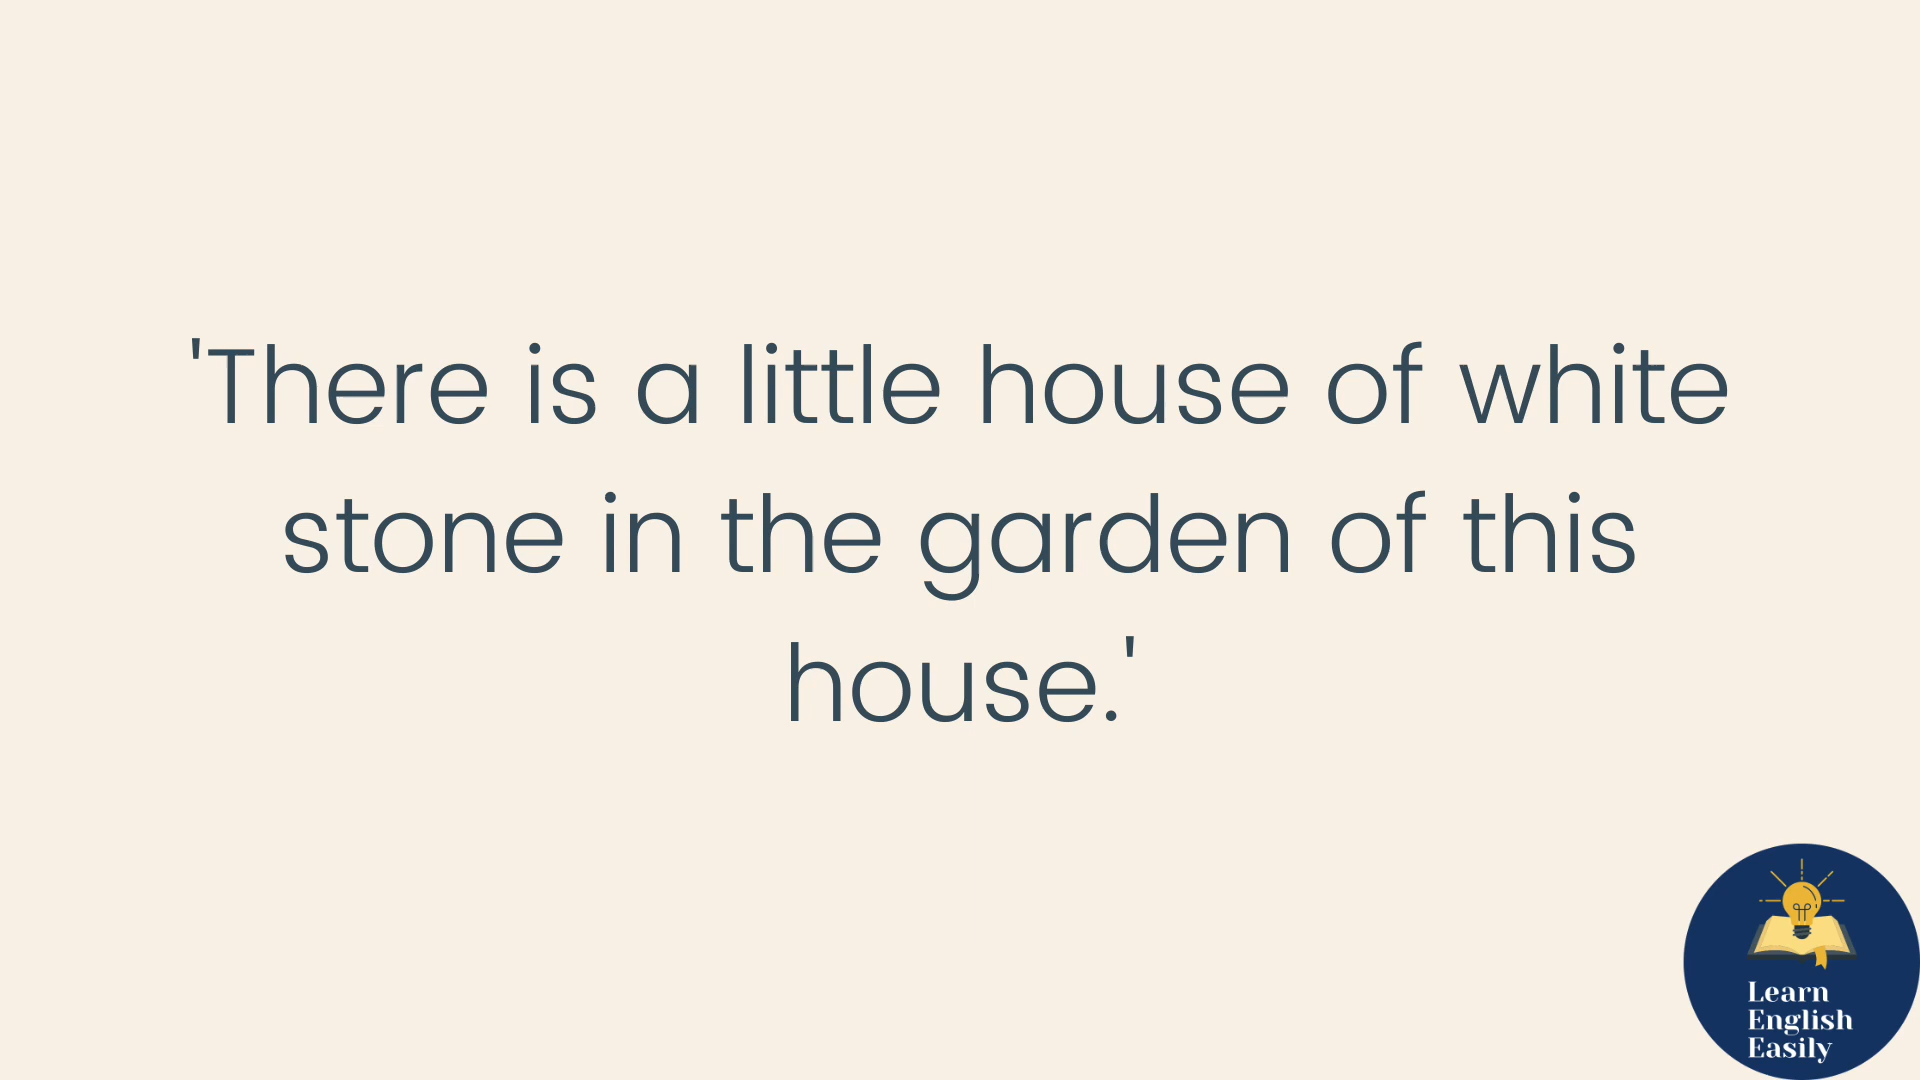 'There is a little house of white
stone in the garden of this
house.'
Learn
English
Easily